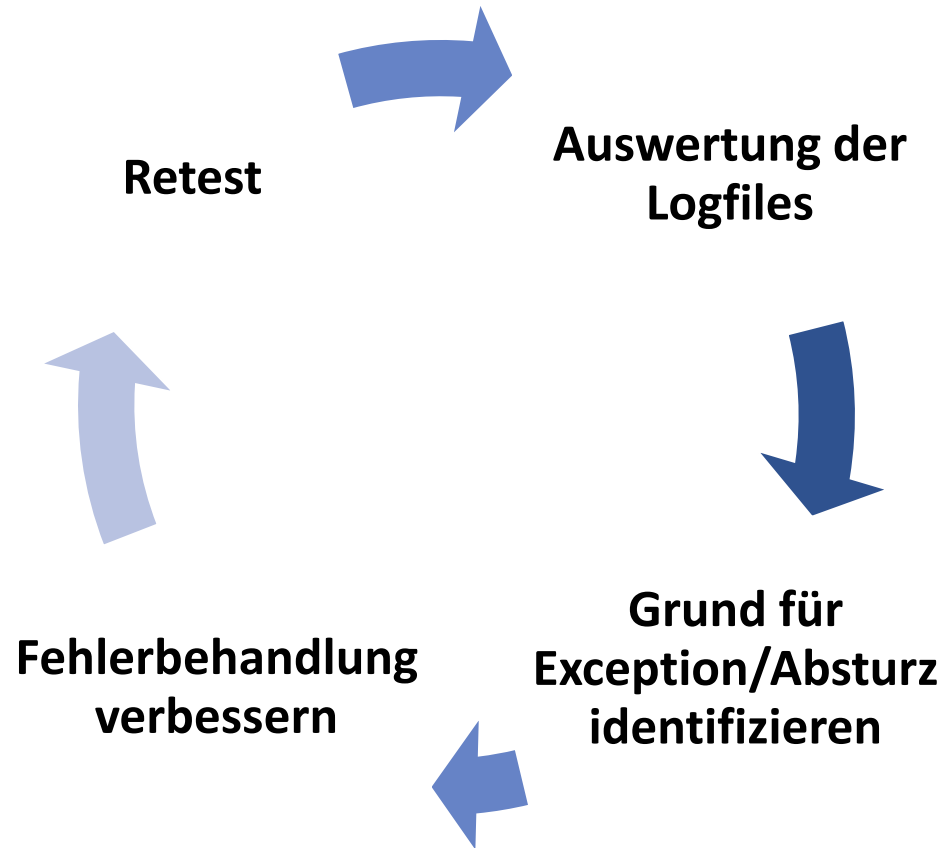 Retest
Auswertung der
Logfiles
Grund für
Exception/Absturz
identifizieren
Fehlerbehandlung
verbessern